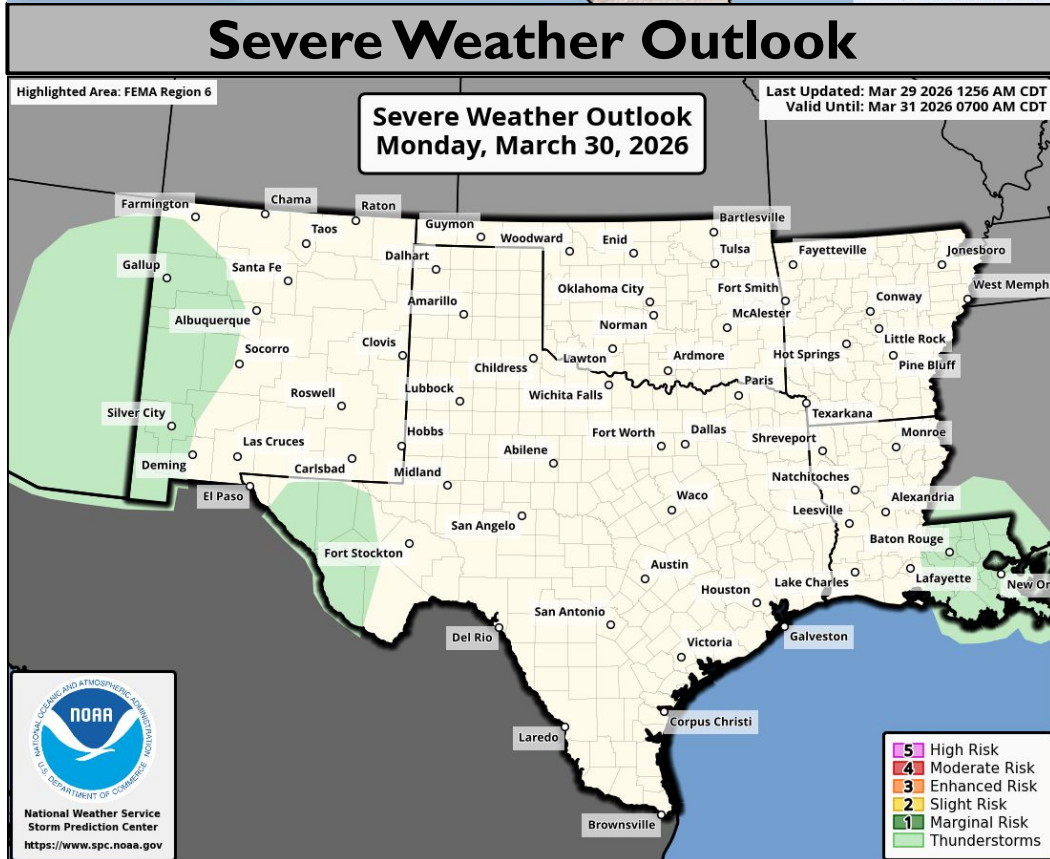 Severe Weather Outlook
Highlighted Area: FEMA Region 6
Last Updated: Mar 29 2026 1256 AM CDT
Valid Until: Mar 31 2026 0700 AM CDT
Severe Weather Outlook
Monday, March 30, 2026
Farmington
Chama
Raton
Taos
Guymon
Woodward
Enid
Bartlesville
Tulsa
Fayetteville
Jonesboro
Gallup
Santa Fe
Dalhart
Oklahoma City
Fort Smith
West Memph
Albuquerque
Amarillo
Norman
McAlester
Conway
Little Rock
Socorro
Clovis
Childress
Lawton
Ardmore
Hot Springs
Pine Bluff
Roswell
Lubbock
Wichita Falls
Paris
Texarkana
Silver City
Las Cruces
Hobbs
Abilene
Fort Worth
Dallas
Shreveport
Monroe
Deming
Carlsbad
Midland
Natchitoches
El Paso
San Angelo
Waco
Leesville
Alexandria
Fort Stockton
Baton Rouge
Austin
Houston
Lake Charles
Lafayette
New Or
Del Rio
San Antonio
Victoria
Galveston
Laredo
Corpus Christi
Brownsville
NATIONAL OCEANIC AND ATMOSPHERIC ADMINISTRATION
NOAA
U.S. DEPARTMENT OF COMMERCE
National Weather Service
Storm Prediction Center
https://www.spc.noaa.gov
5 High Risk
4 Moderate Risk
3 Enhanced Risk
2 Slight Risk
1 Marginal Risk
Thunderstorms